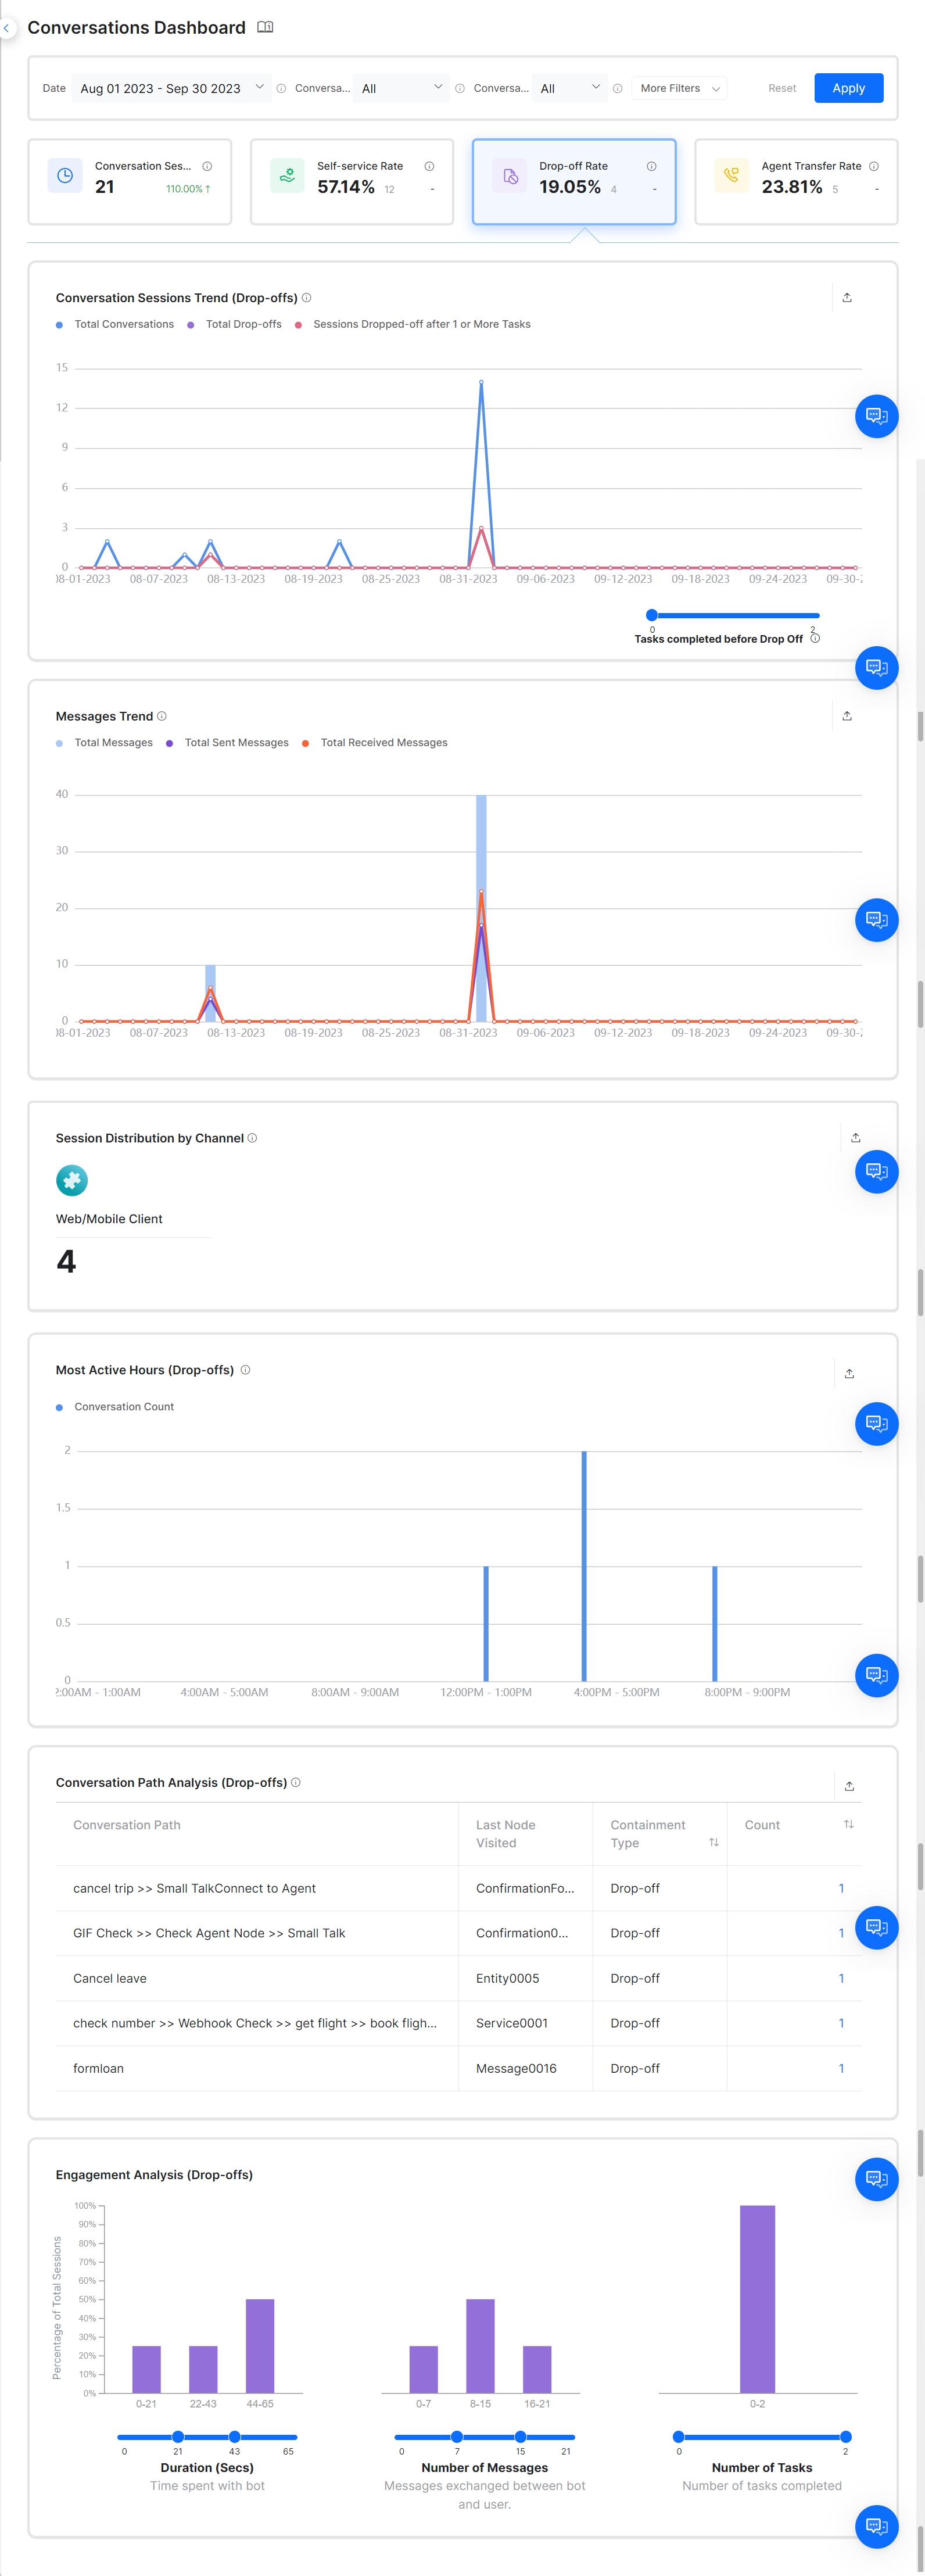 Conversations Dashboard
Date Aug 01 2023 - Sep 30 2023 Conversa... All Conversa... All More Filters Reset Apply
Conversation Ses...
21 110.00% ↑
Self-service Rate
57.14% 12 -
Drop-off Rate
19.05% 4 -
Agent Transfer Rate
23.81% 5 -
Conversation Sessions Trend (Drop-offs)
Total Conversations Total Drop-offs Sessions Dropped-off after 1 or More Tasks
15
12
9
6
3
0
08-01-2023 08-07-2023 08-13-2023 08-19-2023 08-25-2023 08-31-2023 09-06-2023 09-12-2023 09-18-2023 09-24-2023 09-30-2
0 2
Tasks completed before Drop Off
Messages Trend
Total Messages Total Sent Messages Total Received Messages
40
30
20
10
0
08-01-2023 08-07-2023 08-13-2023 08-19-2023 08-25-2023 08-31-2023 09-06-2023 09-12-2023 09-18-2023 09-24-2023 09-30-2
Session Distribution by Channel
Web/Mobile Client
4
Most Active Hours (Drop-offs)
Conversation Count
2
1.5
1
0.5
0
2:00AM - 1:00AM 4:00AM - 5:00AM 8:00AM - 9:00AM 12:00PM - 1:00PM 4:00PM - 5:00PM 8:00PM - 9:00PM
Conversation Path Analysis (Drop-offs)
Conversation Path Last Node Visited Containment Type Count
cancel trip >> Small TalkConnect to Agent ConfirmationFo... Drop-off 1
GIF Check >> Check Agent Node >> Small Talk Confirmation0... Drop-off 1
Cancel leave Entity0005 Drop-off 1
check number >> Webhook Check >> get flight >> book fligh... Service0001 Drop-off 1
formloan Message0016 Drop-off 1
Engagement Analysis (Drop-offs)
Percentage of Total Sessions
100%
90%
80%
70%
60%
50%
40%
30%
20%
10%
0%
0-21 22-43 44-65
0 21 43 65
Duration (Secs)
Time spent with bot
0-7 8-15 16-21
0 7 15 21
Number of Messages
Messages exchanged between bot
and user.
0-2
0 2
Number of Tasks
Number of tasks completed